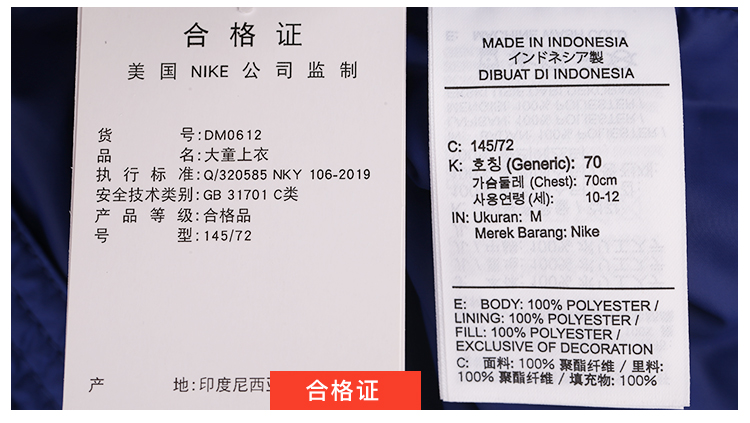 合格证
美国 NIKE 公司监制
货 号:DM0612
品 名:大童上衣
执行标准:Q/320585 NKY 106-2019
安全技术类别:GB 31701 C类
产品等级:合格品
号 型:145/72
产 地:印度尼西
合格证
MADE IN INDONESIA
インドネシア製
DIBUAT DI INDONESIA
C: 145/72
K: 호칭 (Generic): 70
가슴둘레 (Chest): 70cm
사용연령 (세): 10-12
IN: Ukuran: M
Merek Barang: Nike
E: BODY: 100% POLYESTER /
LINING: 100% POLYESTER /
FILL: 100% POLYESTER /
EXCLUSIVE OF DECORATION
C: 面料: 100% 聚酯纤维 / 里料:
100% 聚酯纤维 / 填充物: 100%